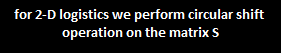 for 2-D logistics we perform circular shift
operation on the matrix S